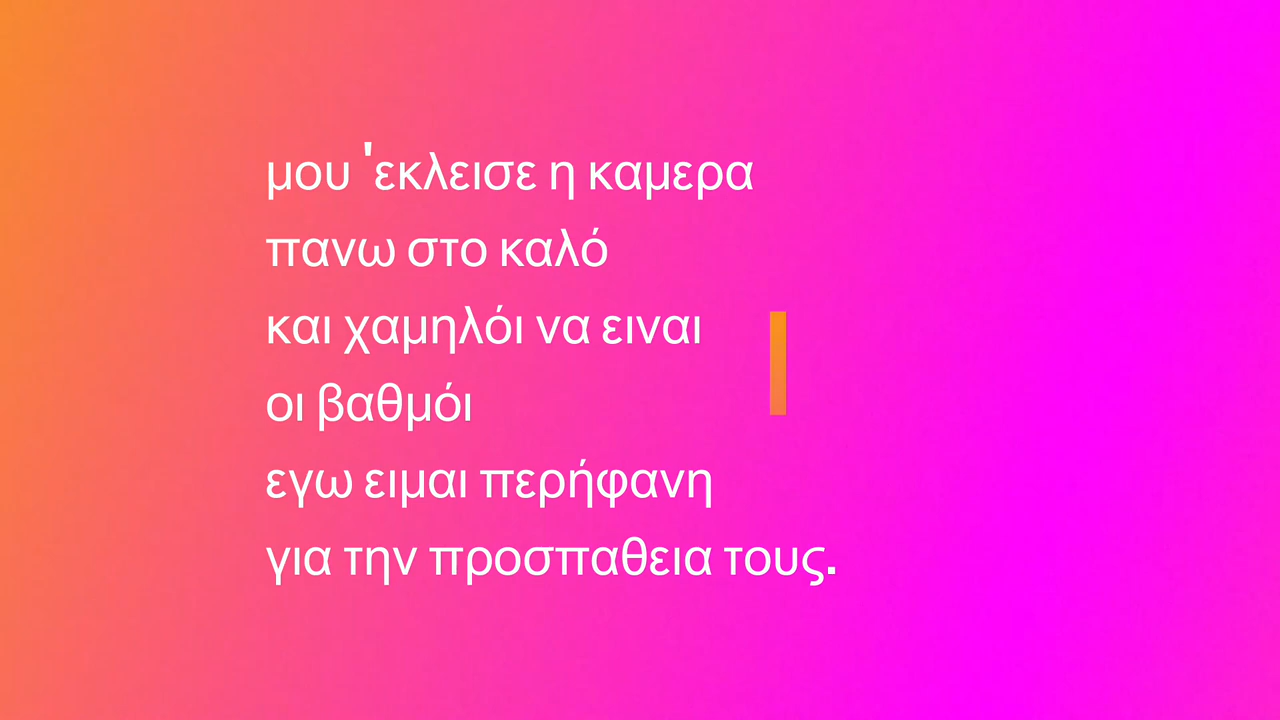 μου 'εκλεισε η καμερα
πανω στο καλό
και χαμηλόι να ειναι
οι βαθμόι
εγω ειμαι περήφανη
για την προσπαθεια τους.